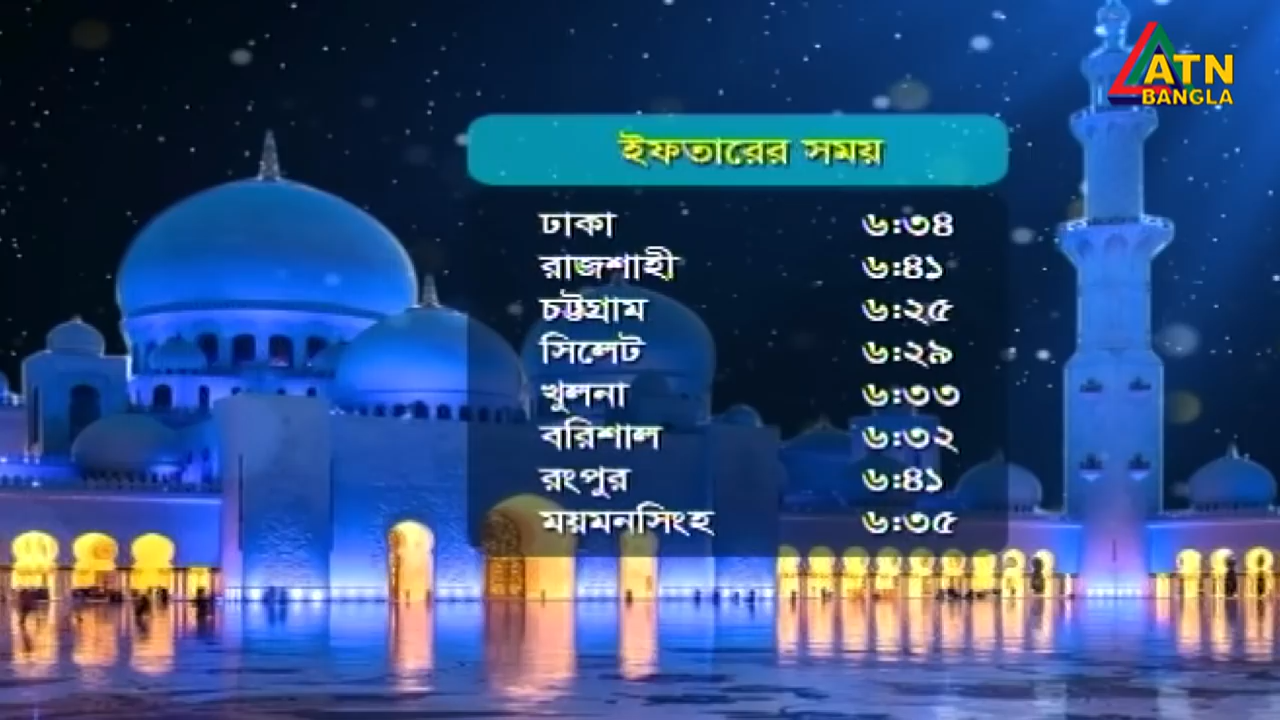 ATN
BANGLA
ইফতারের সময়
ঢাকা ৬:৩৪
রাজশাহী ৬:৪১
চট্টগ্রাম ৬:২৫
সিলেট ৬:২৯
খুলনা ৬:৩৩
বরিশাল ৬:৩২
রংপুর ৬:৪১
ময়মনসিংহ ৬:৩৫